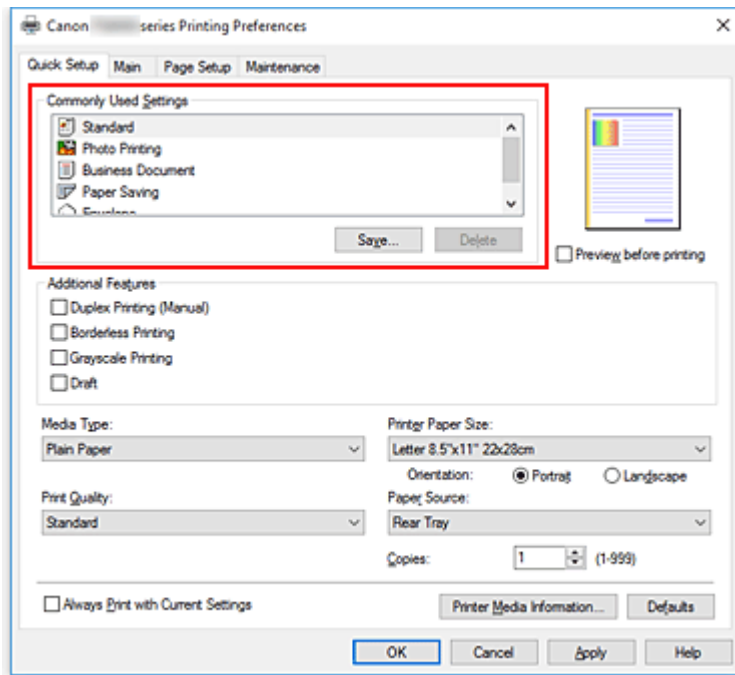 Canon series Printing Preferences
Quick Setup Main Page Setup Maintenance
Commonly Used Settings
Standard
Photo Printing
Business Document
Paper Saving
Envelope
Save... Delete
Preview before printing
Additional Features
Duplex Printing (Manual)
Borderless Printing
Grayscale Printing
Draft
Media Type: Printer Paper Size:
Plain Paper Letter 8.5"x11" 22x28cm
Orientation: Portrait Landscape
Print Quality: Paper Source:
Standard Rear Tray
Copies: 1 (1-999)
Always Print with Current Settings Printer Media Information... Defaults
OK Cancel Apply Help